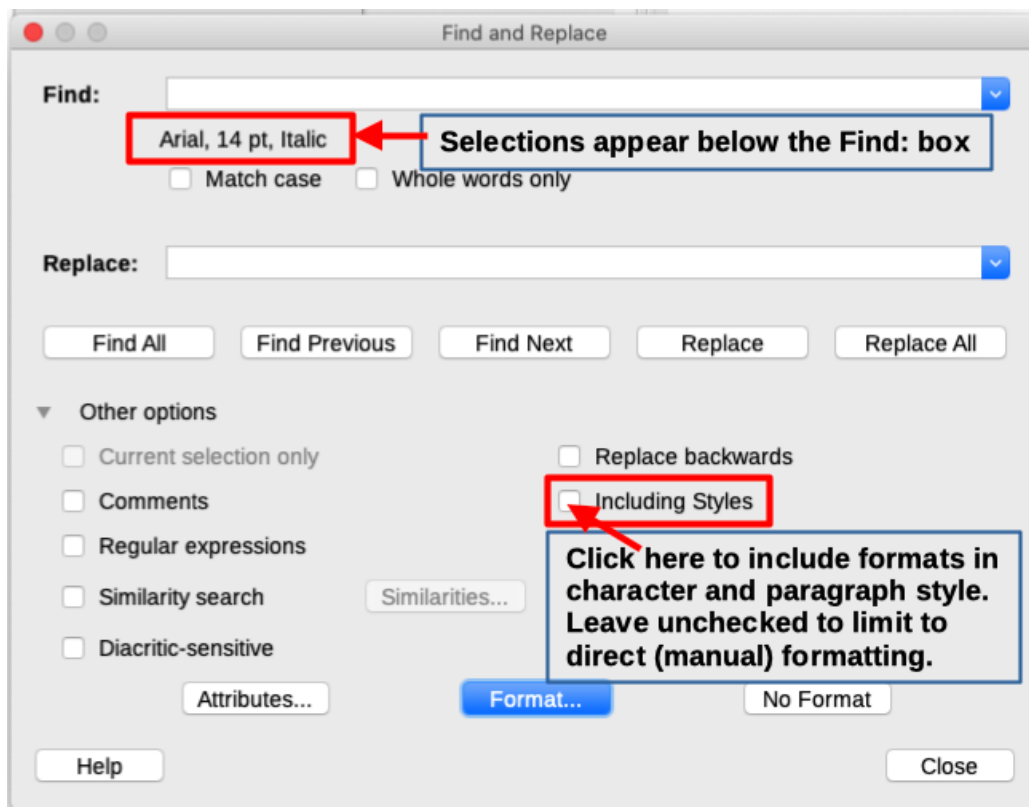 Find and Replace
Find:
Arial, 14 pt, Italic
Selections appear below the Find: box
Match case Whole words only
Replace:
Find All Find Previous Find Next Replace Replace All
Other options
Current selection only Replace backwards
Comments Including Styles
Regular expressions
Click here to include formats in
character and paragraph style.
Leave unchecked to limit to
direct (manual) formatting.
Similarity search Similarities...
Diacritic-sensitive
Attributes... Format... No Format
Help Close